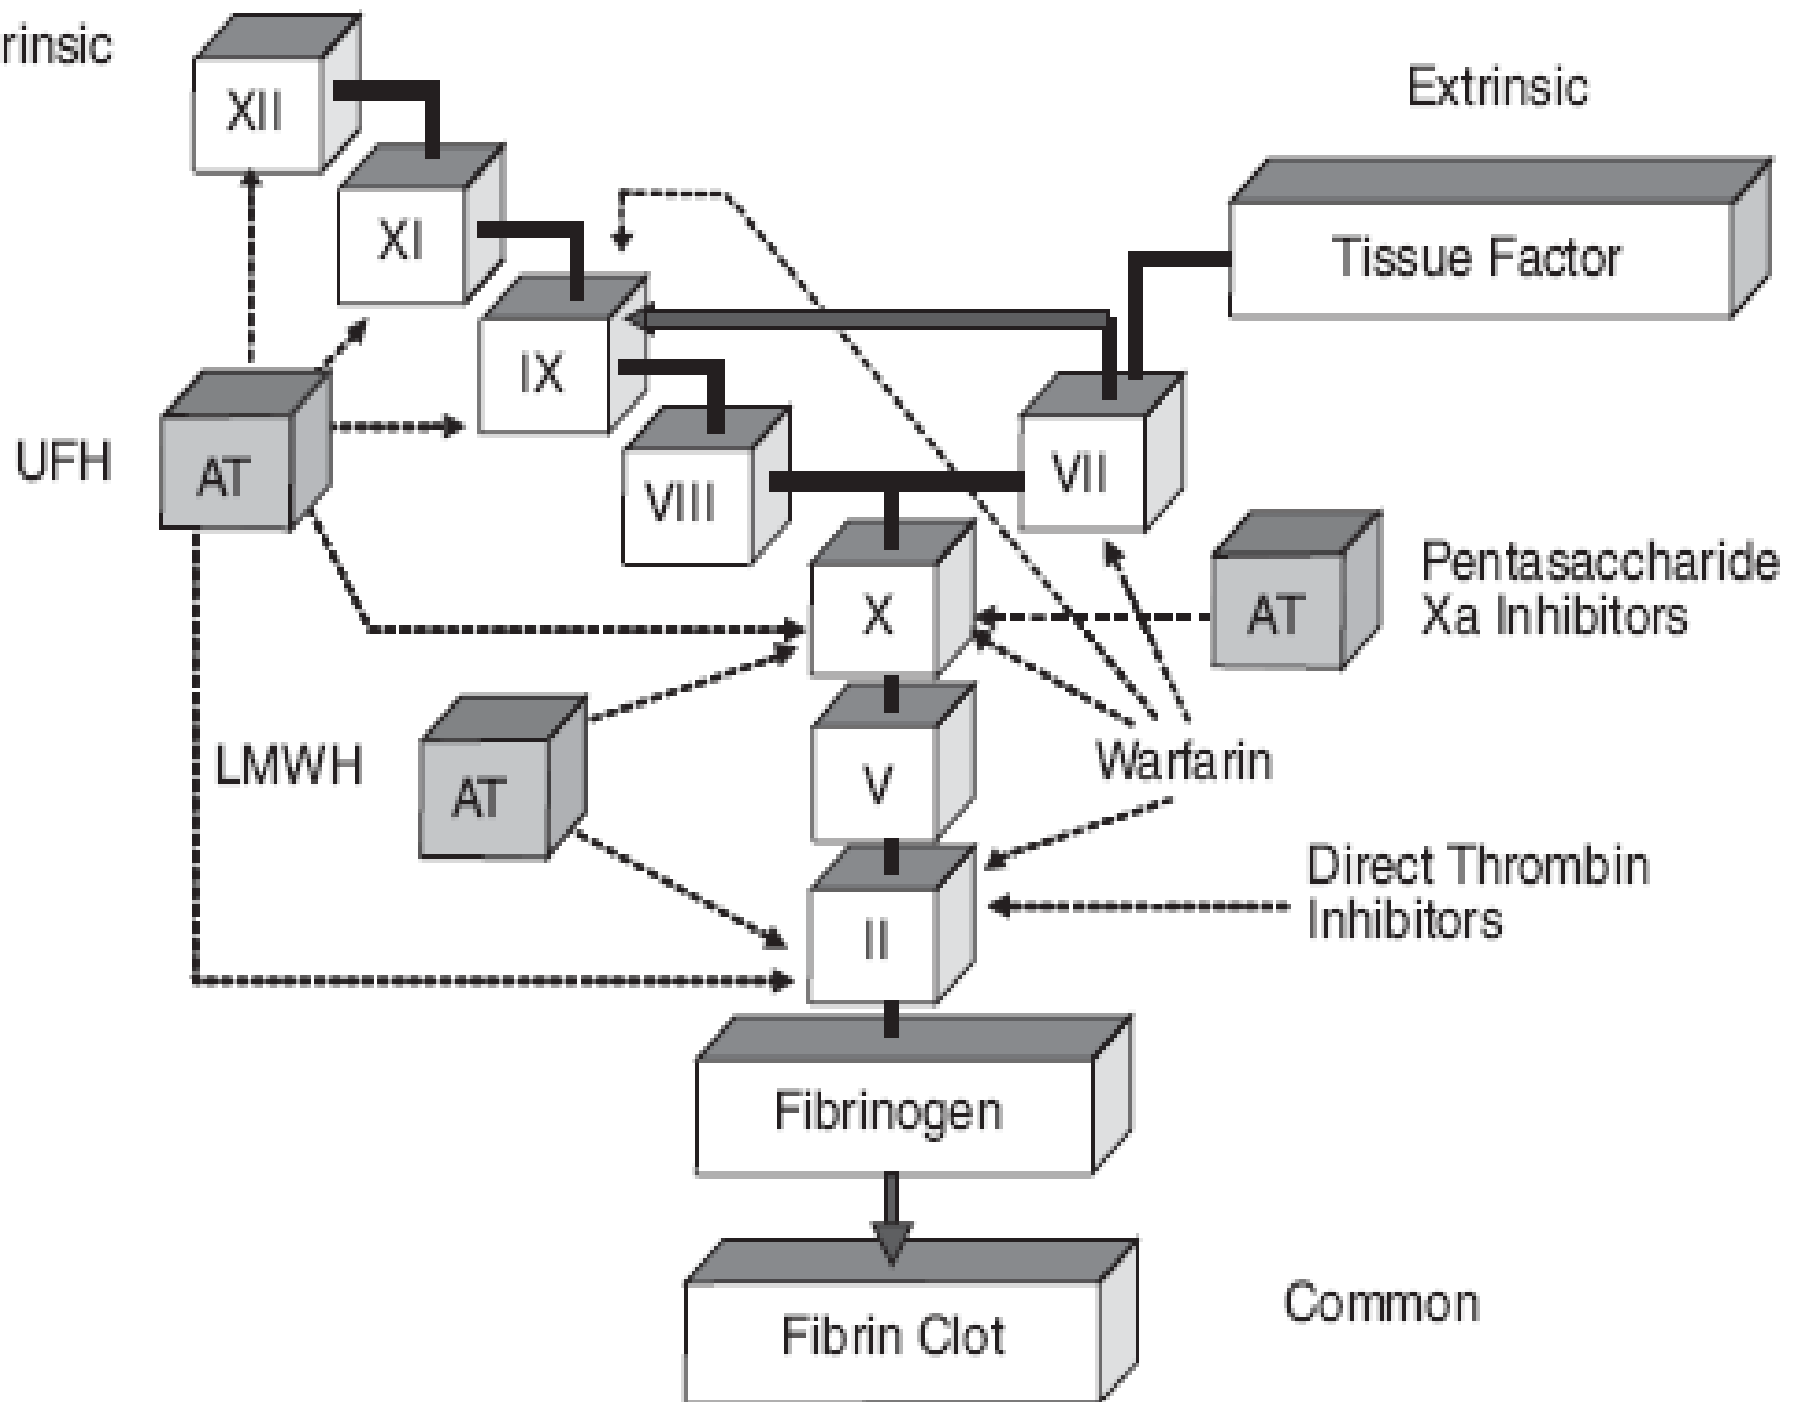 rinsic
XII
Extrinsic
XI
Tissue Factor
IX
UFH
AT
VIII
VII
X
AT
Pentasaccharide
Xa Inhibitors
LMWH
AT
V
Warfarin
II
Direct Thrombin
Inhibitors
Fibrinogen
Fibrin Clot
Common